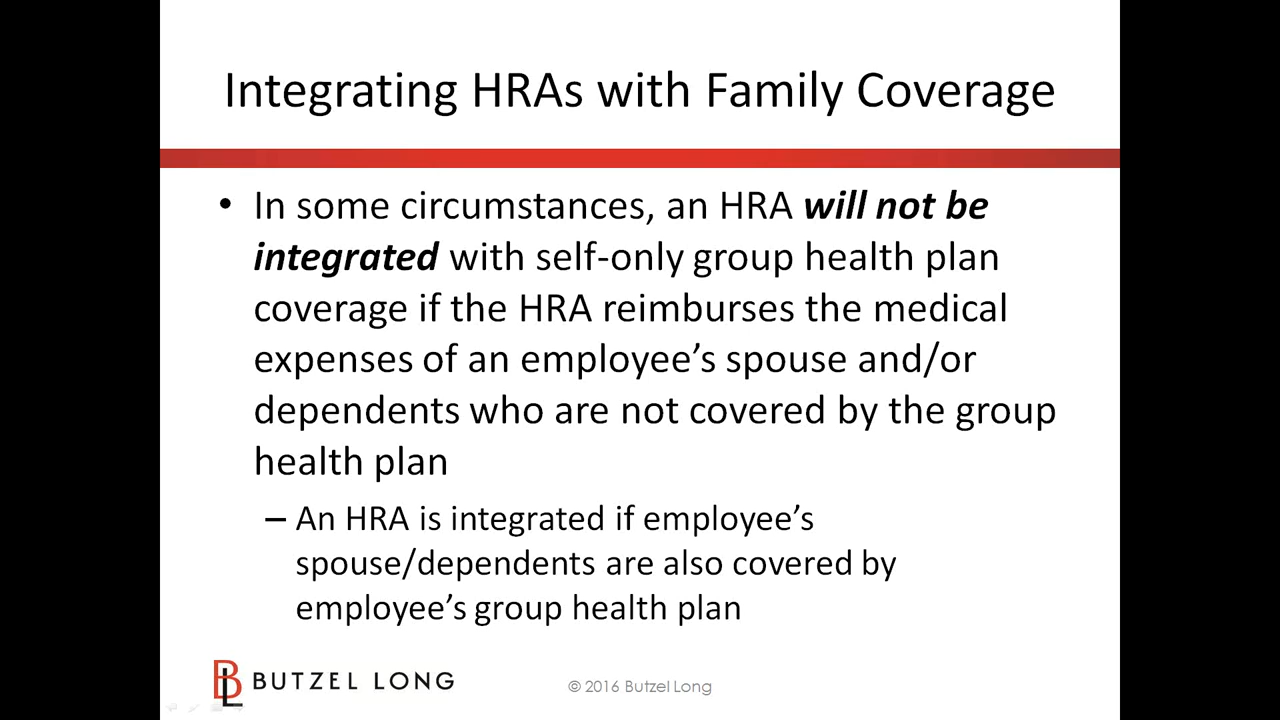 Integrating HRAs with Family Coverage
• In some circumstances, an HRA will not be
integrated with self-only group health plan
coverage if the HRA reimburses the medical
expenses of an employee’s spouse and/or
dependents who are not covered by the group
health plan
– An HRA is integrated if employee’s
spouse/dependents are also covered by
employee’s group health plan
BL BUTZEL LONG
© 2016 Butzel Long